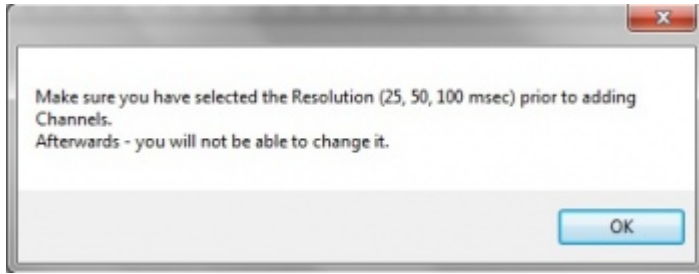 Make sure you have selected the Resolution (25, 50, 100 msec) prior to adding
Channels.
Afterwards - you will not be able to change it.
OK